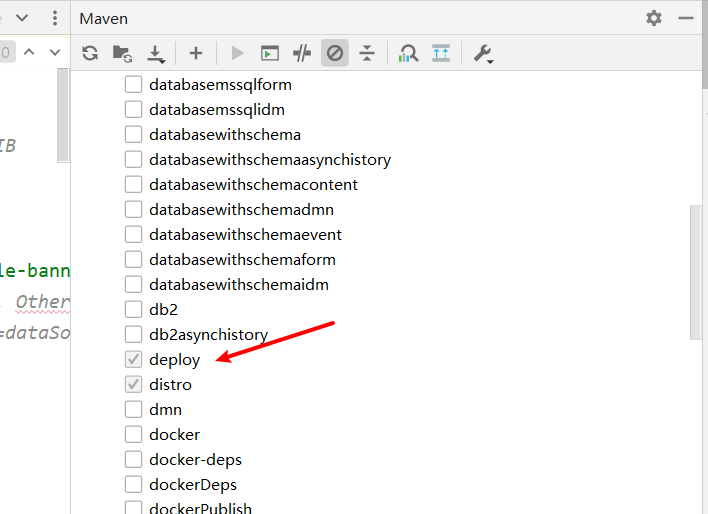 Maven
0
databasemssqlform
databasemssqlidm
databasewithschema
IB
databasewithschemaasynchistory
databasewithschemacontent
databasewithschemadmn
databasewithschemaevent
databasewithschemaform
le-bann
databasewithschemaidm
Other
db2
=dataSo
db2asynchistory
deploy
distro
dmn
docker
docker-deps
dockerDeps
dockerPublish